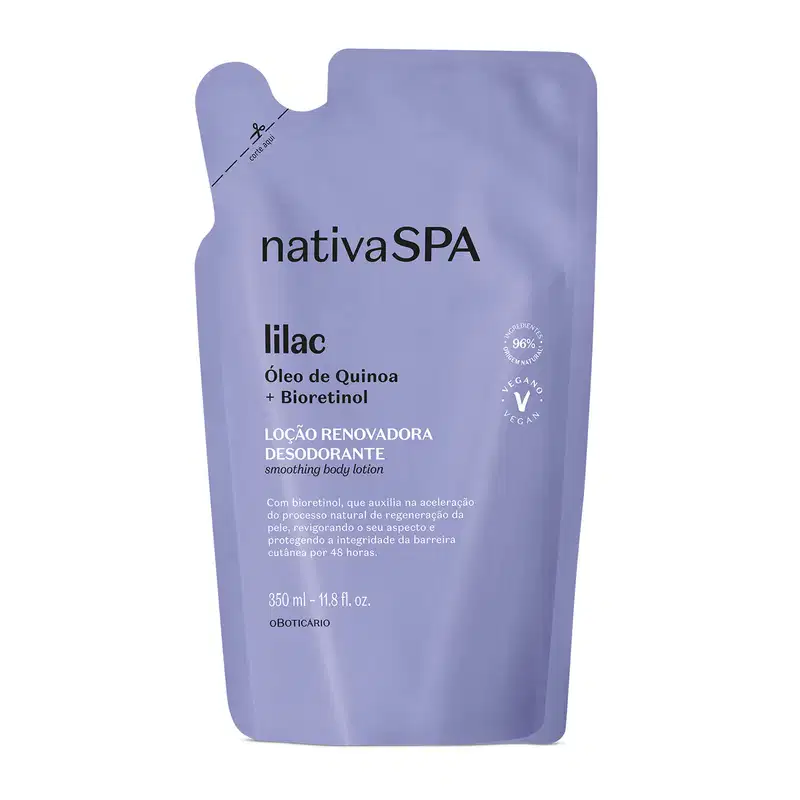 corte aqui
nativaSPA
lilac
Óleo de Quinoa
+ Bioretinol
INGREDIENTES
96%
ORIGEM NATURAL
VEGANO
V
VEGAN
LOÇÃO RENOVADORA
DESODORANTE
smoothing body lotion
Com bioretinol, que auxilia na aceleração
do processo natural de regeneração da
pele, revigorando o seu aspecto e
protegendo a integridade da barreira
cutânea por 48 horas.
350 ml - 11.8 fl. oz.
oBOTICÁRIO